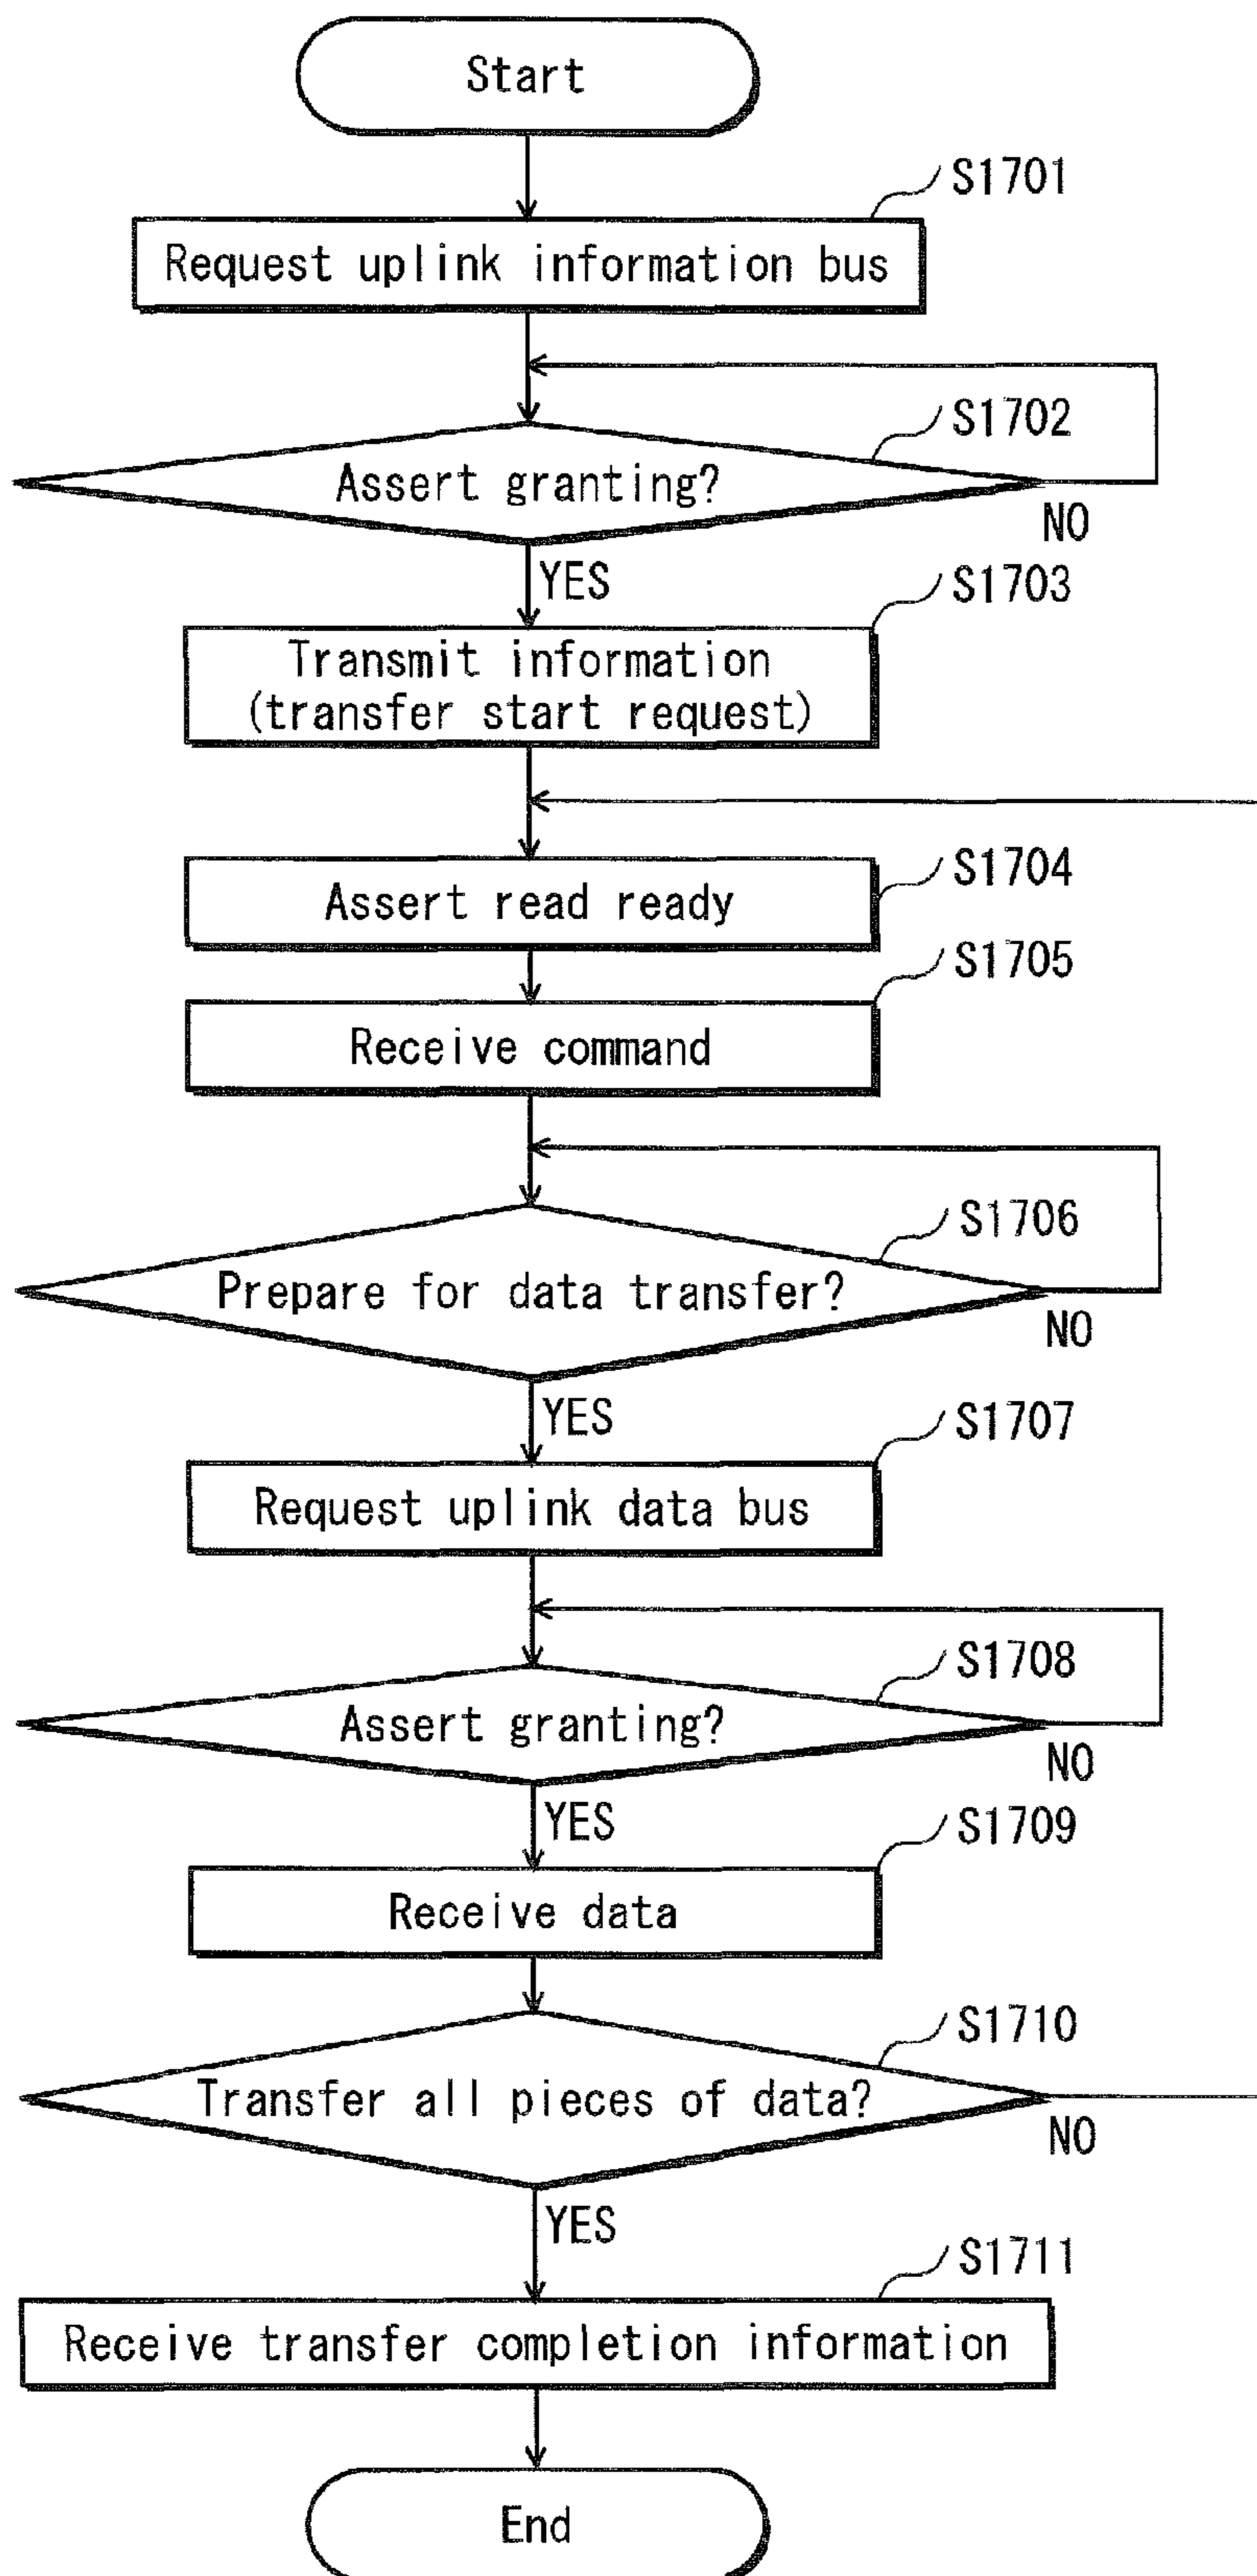 Start
S1701
Request uplink information bus
S1702
Assert granting?
NO
YES
S1703
Transmit information
(transfer start request)
S1704
Assert read ready
S1705
Receive command
S1706
Prepare for data transfer?
NO
YES
S1707
Request uplink data bus
S1708
Assert granting?
NO
YES
S1709
Receive data
S1710
Transfer all pieces of data?
NO
YES
S1711
Receive transfer completion information
End